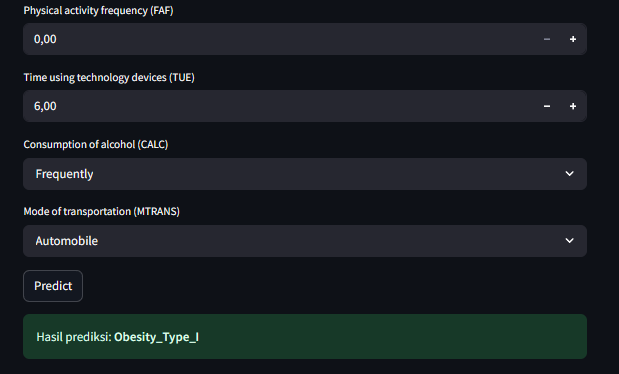 Physical activity frequency (FAF)
0,00
Time using technology devices (TUE)
6,00
Consumption of alcohol (CALC)
Frequently
Mode of transportation (MTRANS)
Automobile
Predict
Hasil prediksi: Obesity_Type_I